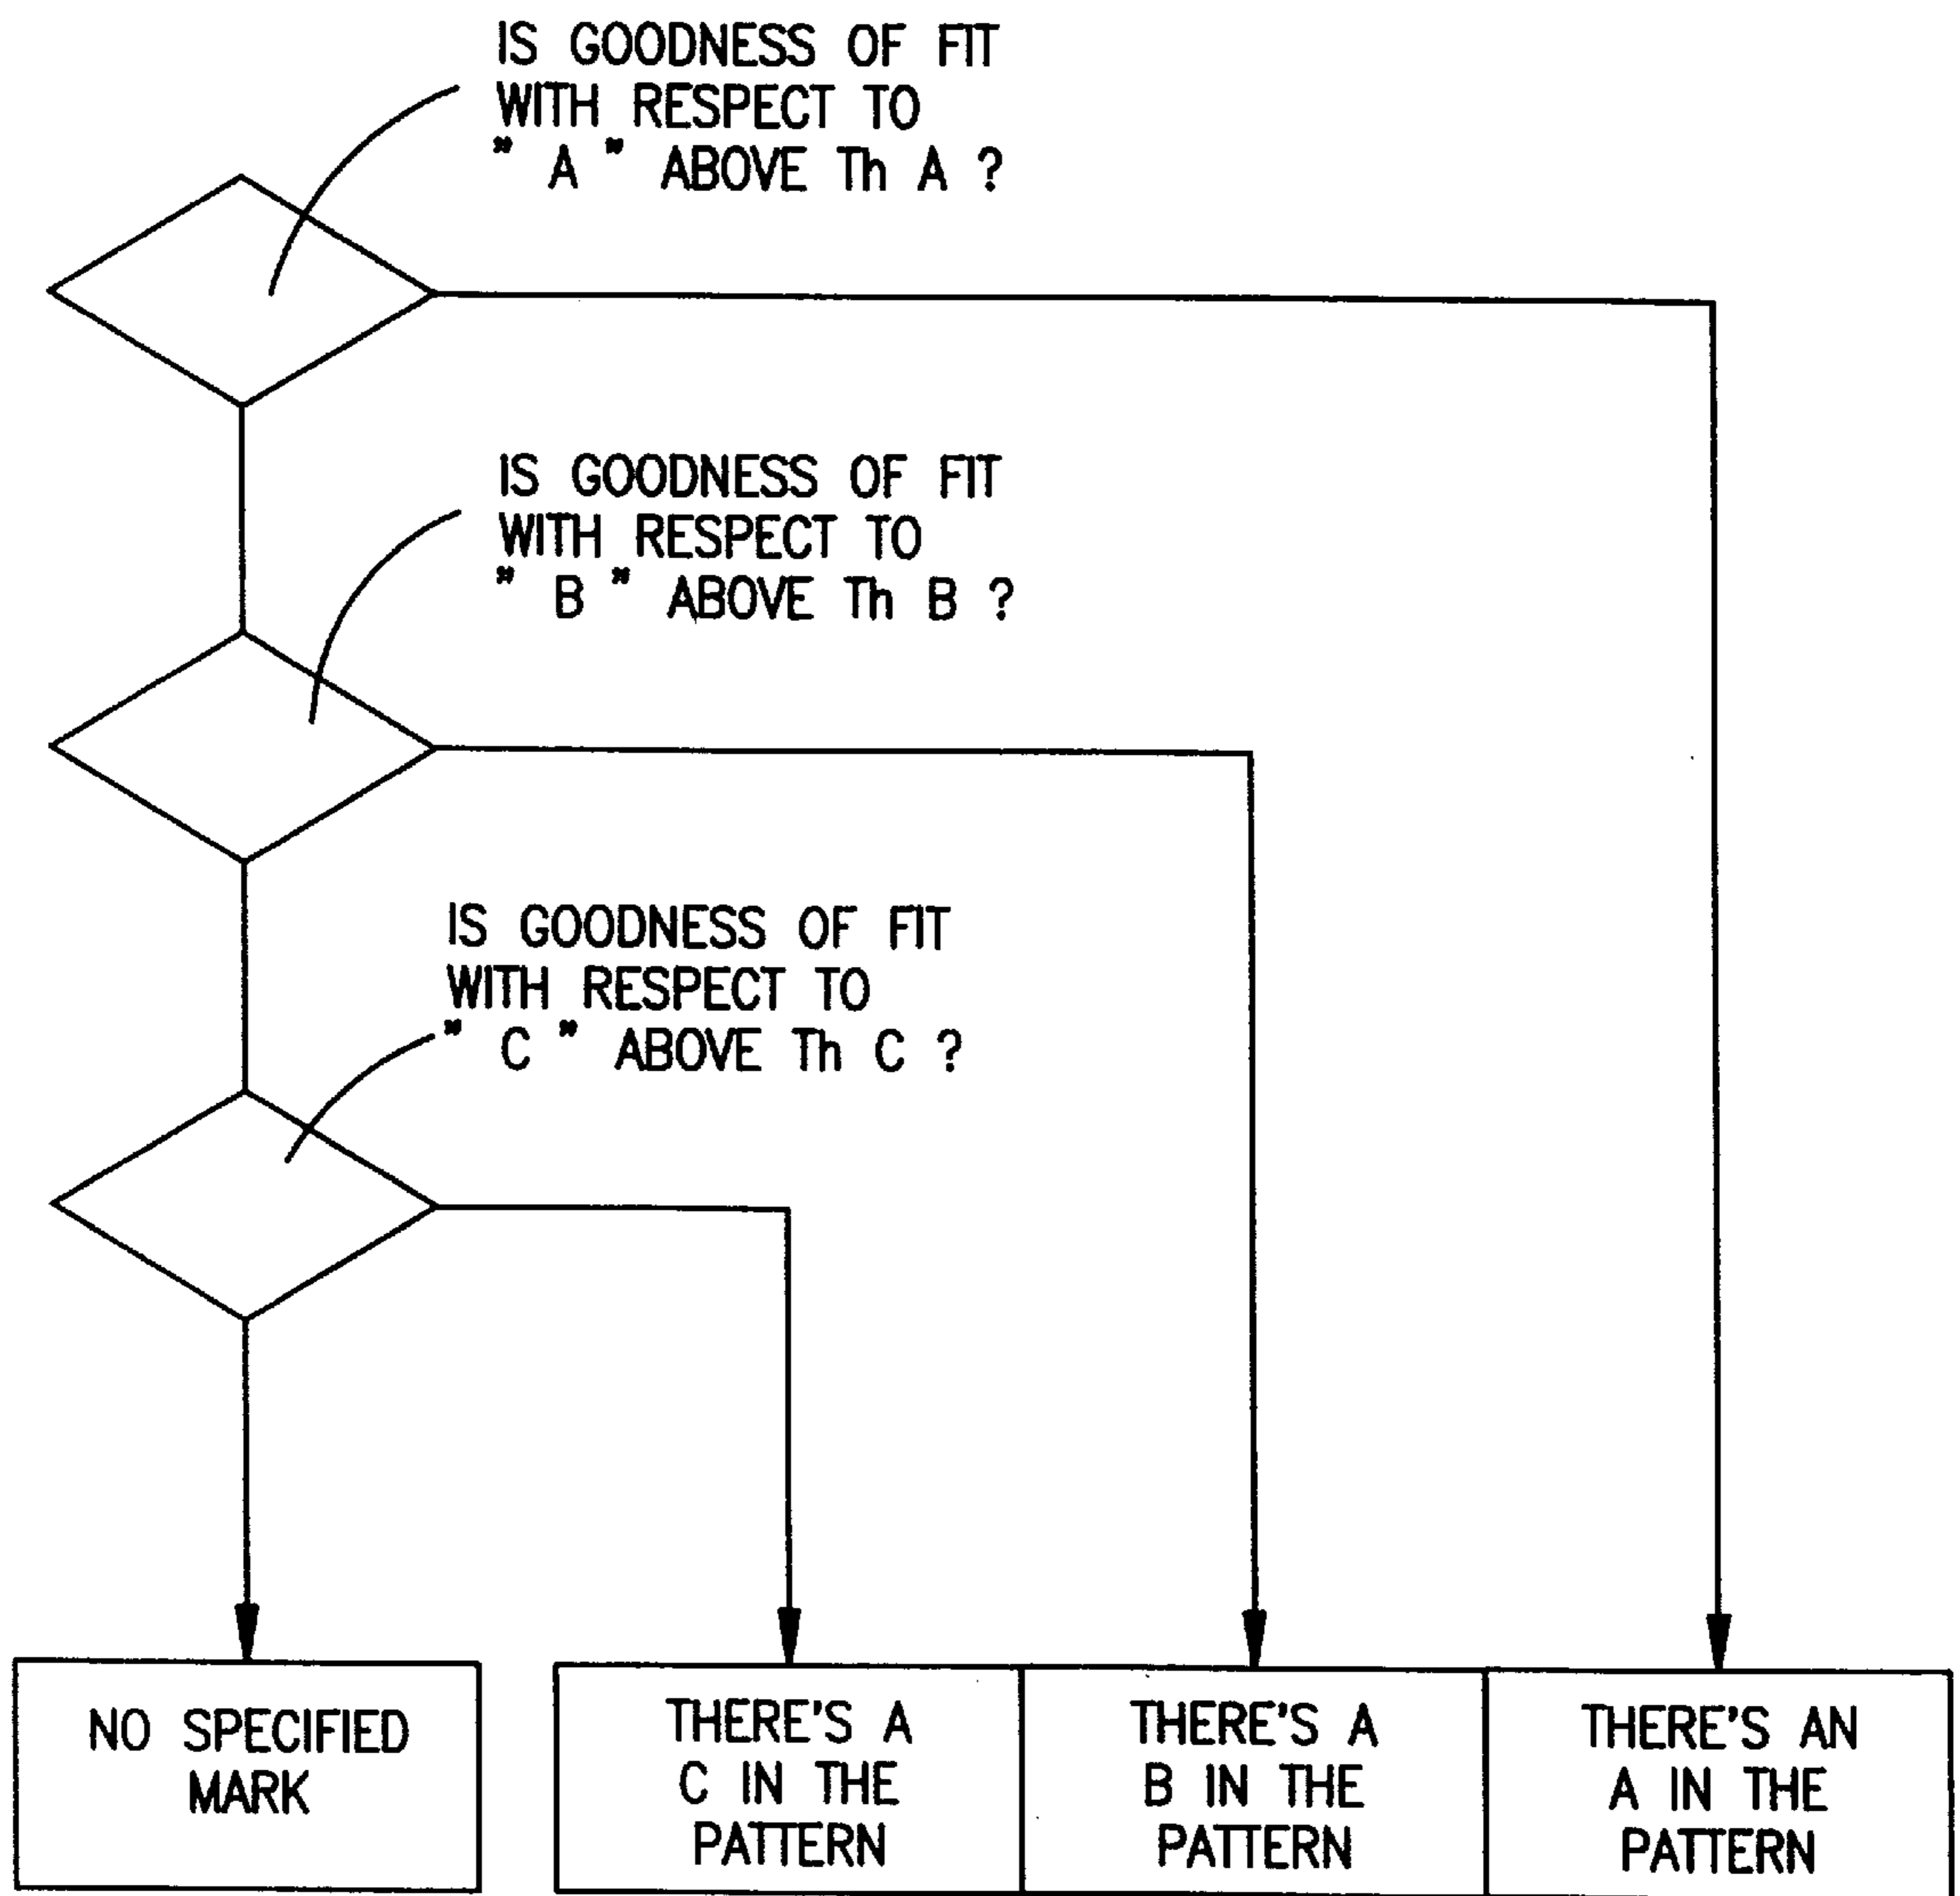 IS GOODNESS OF FIT
WITH RESPECT TO
" A " ABOVE Th A ?
IS GOODNESS OF FIT
WITH RESPECT TO
" B " ABOVE Th B ?
IS GOODNESS OF FIT
WITH RESPECT TO
" C " ABOVE Th C ?
NO SPECIFIED
MARK
THERE'S A
C IN THE
PATTERN
THERE'S A
B IN THE
PATTERN
THERE'S AN
A IN THE
PATTERN